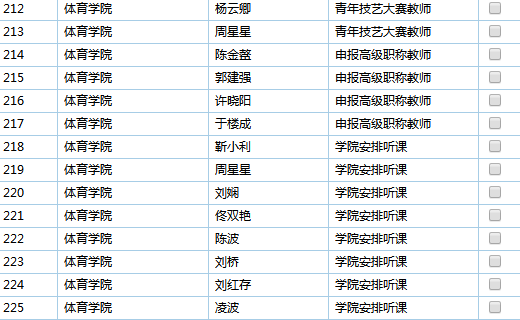 212 体育学院 杨云卿 青年技艺大赛教师
213 体育学院 周星星 青年技艺大赛教师
214 体育学院 陈金盝 申报高级职称教师
215 体育学院 郭建强 申报高级职称教师
216 体育学院 许晓阳 申报高级职称教师
217 体育学院 于楼成 申报高级职称教师
218 体育学院 靳小利 学院安排听课
219 体育学院 周星星 学院安排听课
220 体育学院 刘娴 学院安排听课
221 体育学院 佟双艳 学院安排听课
222 体育学院 陈波 学院安排听课
223 体育学院 刘桥 学院安排听课
224 体育学院 刘红存 学院安排听课
225 体育学院 凌波 学院安排听课